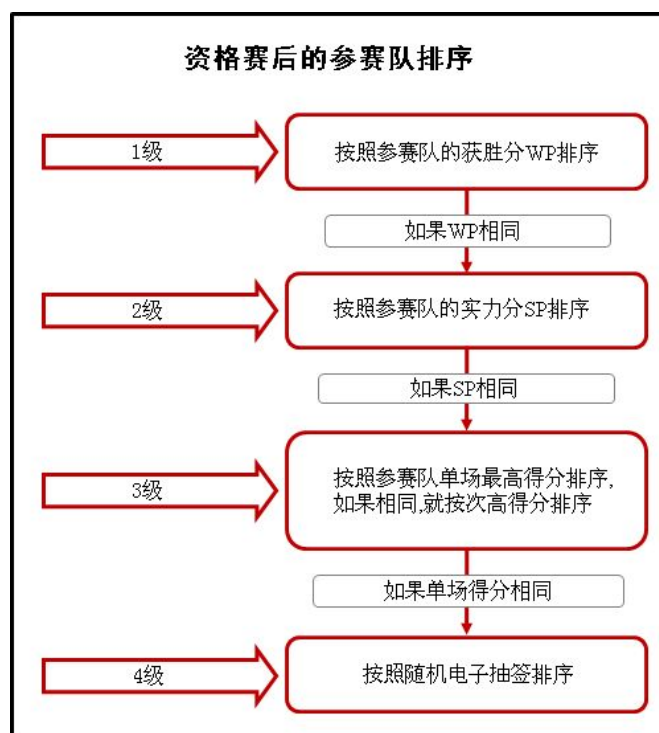 资格赛后的参赛队排序
1级
按照参赛队的获胜分WP排序
如果WP相同
2级
按照参赛队的实力分SP排序
如果SP相同
3级
按照参赛队单场最高得分排序,
如果相同,就按次高得分排序
如果单场得分相同
4级
按照随机电子抽签排序